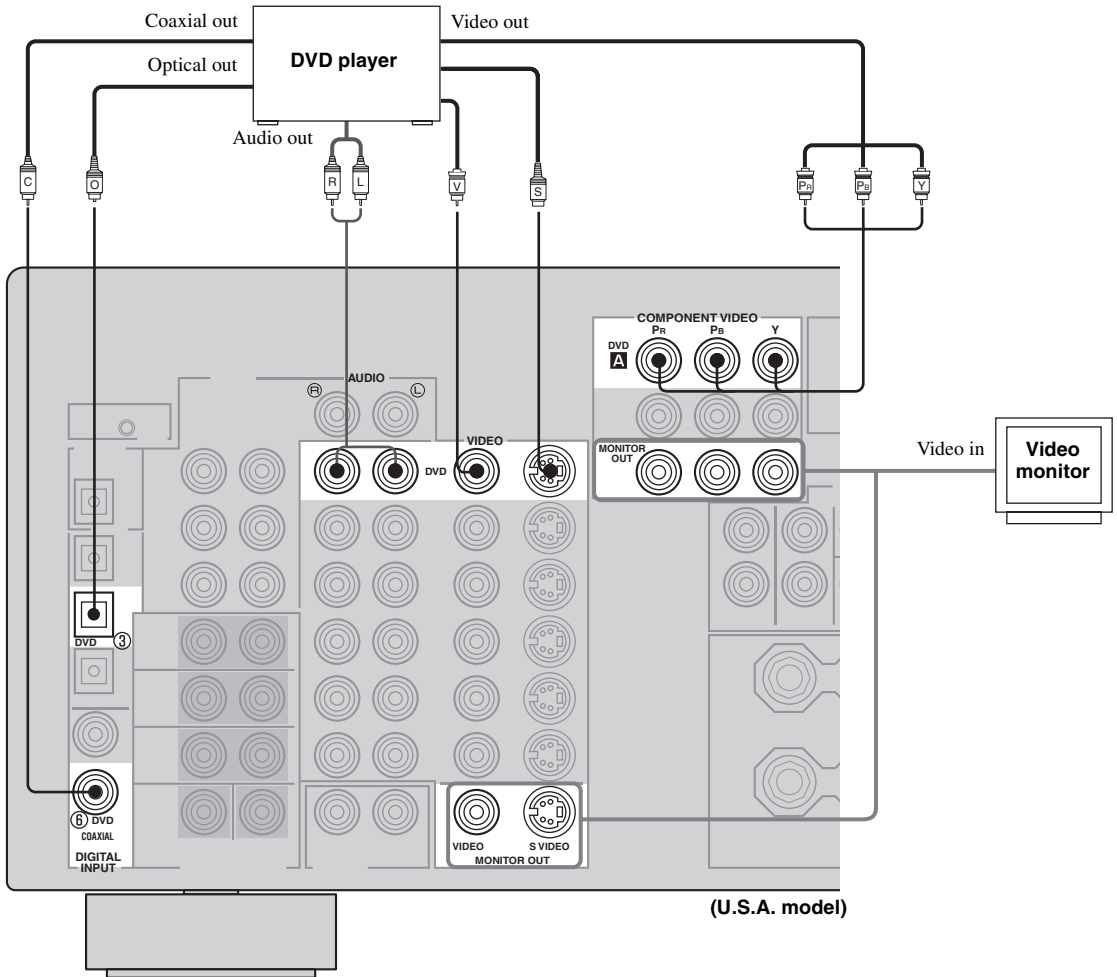 Coaxial out
Video out
Optical out
DVD player
Audio out
C
O
R
L
V
S
PR
PB
Y
COMPONENT VIDEO
PR
PB
Y
DVD
A
AUDIO
R
L
VIDEO
DVD
MONITOR
OUT
Video in
Video
monitor
DVD
3
6 DVD
COAXIAL
DIGITAL
INPUT
VIDEO
S VIDEO
MONITOR OUT
(U.S.A. model)